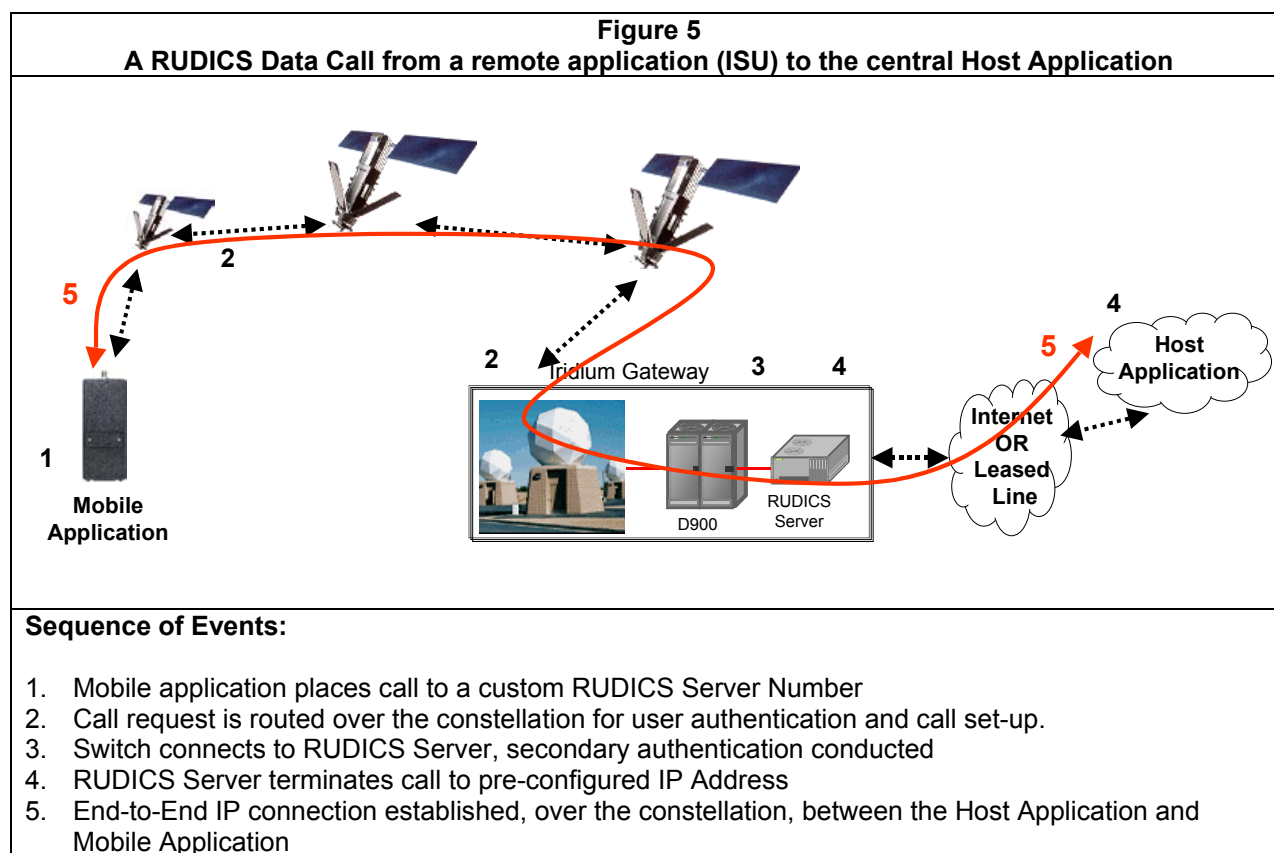 Figure 5
A RUDICS Data Call from a remote application (ISU) to the central Host Application
2
5
4
Host
Application
5
2
Iridium Gateway
3
4
Internet
OR
Leased
Line
1
Mobile
Application
D900
RUDICS
Server
Sequence of Events:
1. Mobile application places call to a custom RUDICS Server Number
2. Call request is routed over the constellation for user authentication and call set-up.
3. Switch connects to RUDICS Server, secondary authentication conducted
4. RUDICS Server terminates call to pre-configured IP Address
5. End-to-End IP connection established, over the constellation, between the Host Application and
Mobile Application